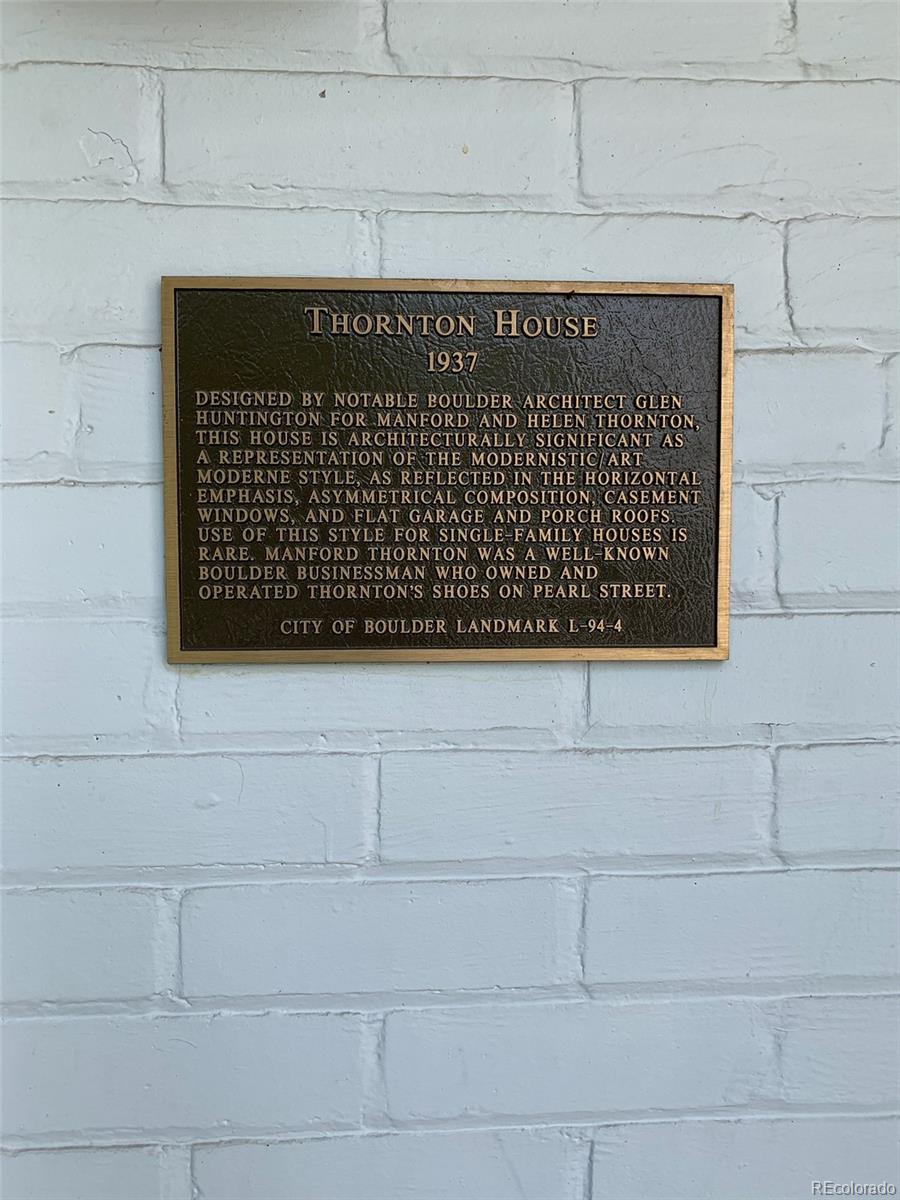 THORNTON HOUSE
1937
DESIGNED BY NOTABLE BOULDER ARCHITECT GLEN
HUNTINGTON FOR MANFORD AND HELEN THORNTON,
THIS HOUSE IS ARCHITECTURALLY SIGNIFICANT AS
A REPRESENTATION OF THE MODERNISTIC/ART
MODERNE STYLE, AS REFLECTED IN THE HORIZONTAL
EMPHASIS, ASYMMETRICAL COMPOSITION, CASEMENT
WINDOWS, AND FLAT GARAGE AND PORCH ROOFS.
USE OF THIS STYLE FOR SINGLE-FAMILY HOUSES IS
RARE. MANFORD THORNTON WAS A WELL-KNOWN
BOULDER BUSINESSMAN WHO OWNED AND
OPERATED THORNTON'S SHOES ON PEARL STREET.
CITY OF BOULDER LANDMARK L-94-4
REcolorado